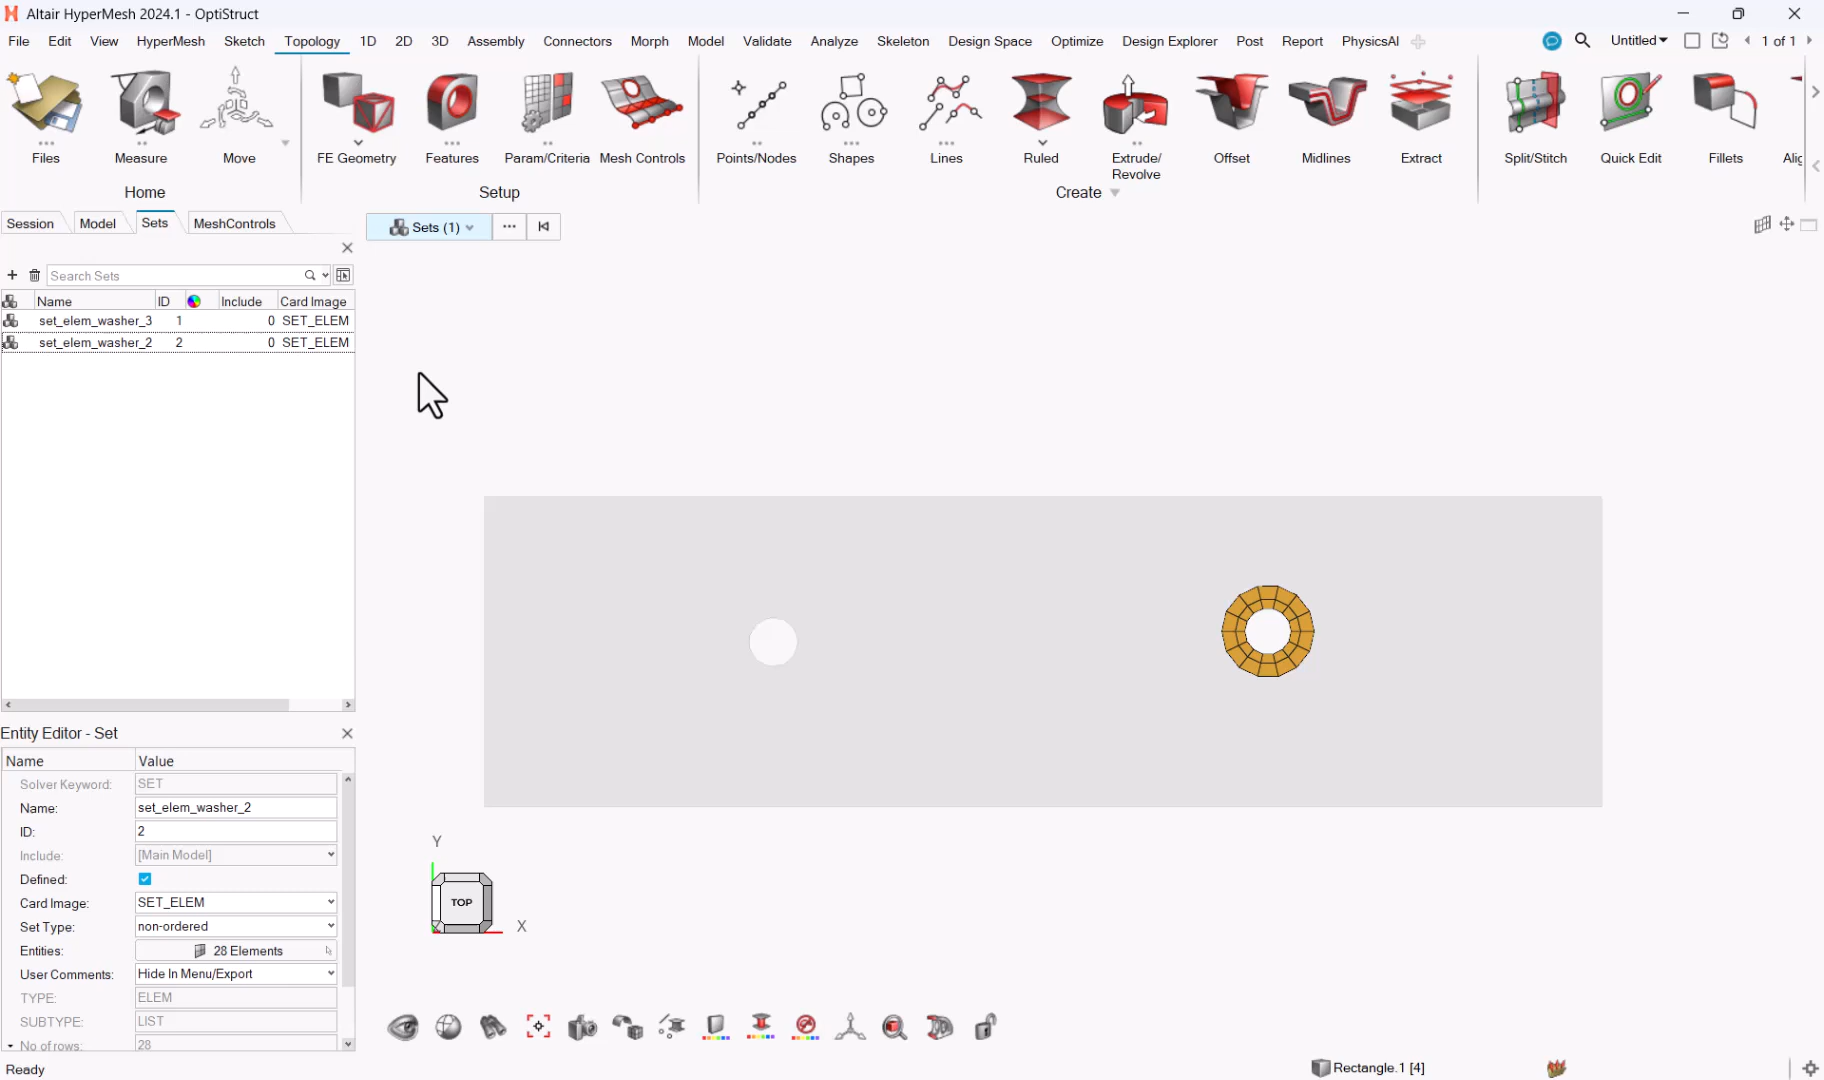 Altair HyperMesh 2024.1 - OptiStruct
File Edit View HyperMesh Sketch Topology 1D 2D 3D Assembly Connectors Morph Model Validate Analyze Skeleton Design Space Optimize Design Explorer Post Report PhysicsAI Untitled 1 of 1
Files Measure Move FE Geometry Features Param/Criteria Mesh Controls Points/Nodes Shapes Lines Ruled Extrude/ Offset Midlines Extract Split/Stitch Quick Edit Fillets
Revolve
Home Setup Create
Session Model Sets MeshControls
Sets (1)
Search Sets
Name ID Include Card Image
set_elem_washer_3 1 0 SET_ELEM
set_elem_washer_2 2 0 SET_ELEM
Entity Editor - Set
Name Value
Solver Keyword: SET
Name: set_elem_washer_2
ID: 2
Include: [Main Model]
Defined:
Card Image: SET_ELEM
Set Type: non-ordered
Entities: 28 Elements
User Comments: Hide In Menu/Export
TYPE: ELEM
SUBTYPE: LIST
No of rows: 28
Y
TOP
X
Ready
Rectangle.1 [4]